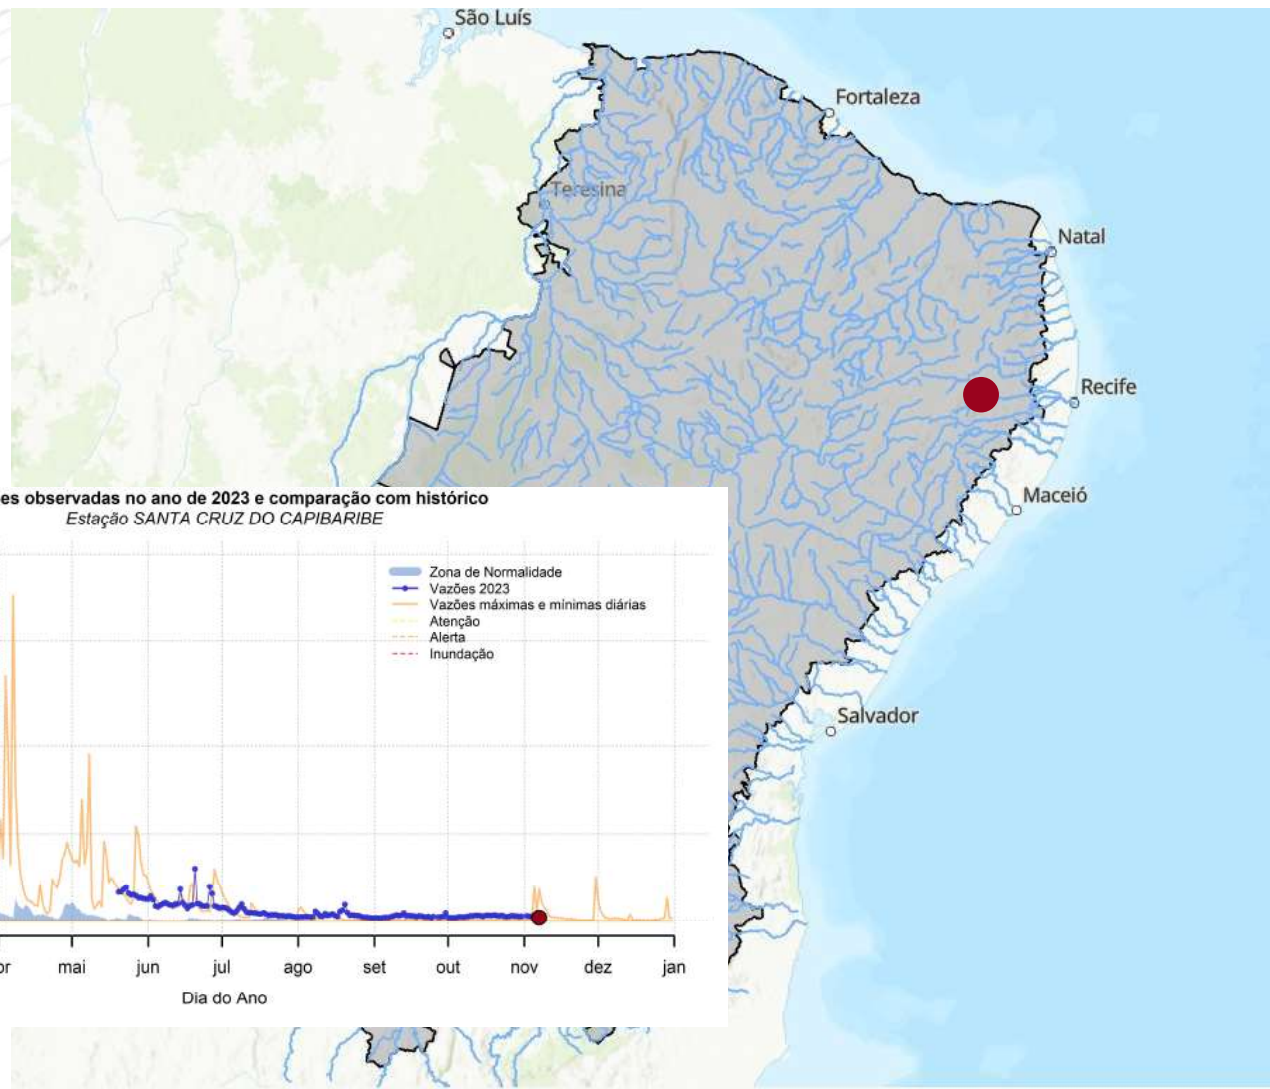 São Luís
Fortaleza
Teresina
Natal
Recife
Maceió
Salvador
es observadas no ano de 2023 e comparação com histórico
Estação SANTA CRUZ DO CAPIBARIBE
Zona de Normalidade
Vazões 2023
Vazões máximas e mínimas diárias
Atenção
Alerta
Inundação
or mai jun jul ago set out nov dez jan
Dia do Ano